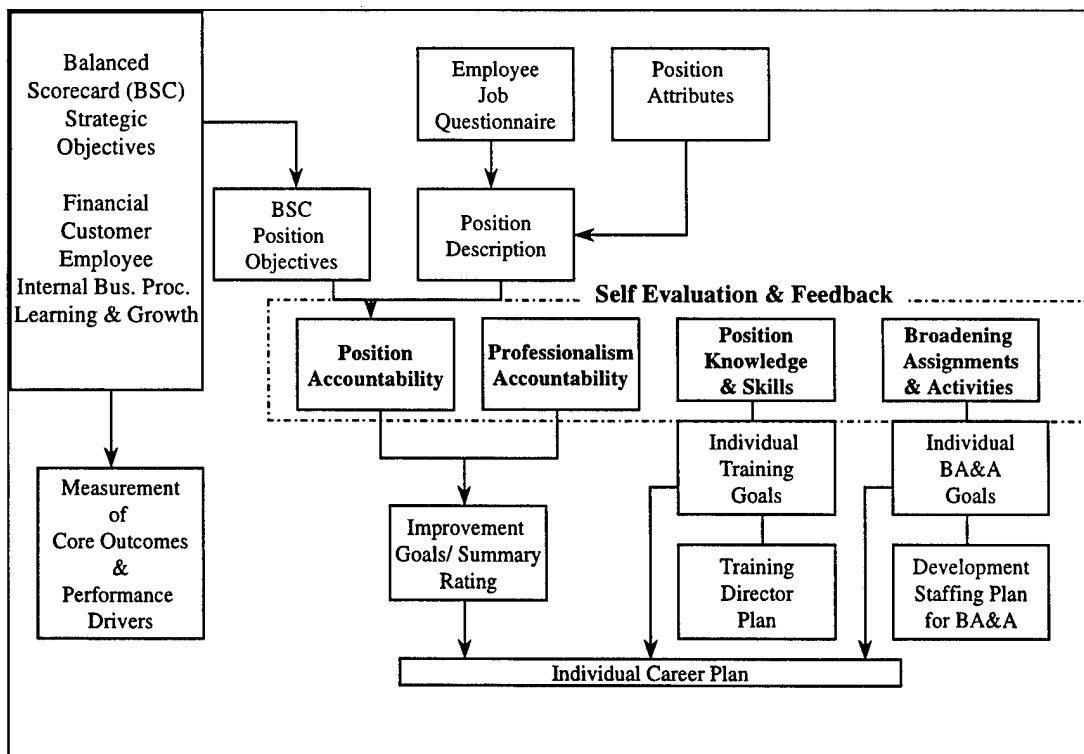 Balanced
Scorecard (BSC)
Strategic
Objectives
Financial
Customer
Employee
Internal Bus. Proc.
Learning & Growth
Employee
Job
Questionnaire
Position
Attributes
BSC
Position
Objectives
Position
Description
Self Evaluation & Feedback
Position
Accountability
Professionalism
Accountability
Position
Knowledge
& Skills
Broadening
Assignments
& Activities
Measurement
of
Core Outcomes
&
Performance
Drivers
Improvement
Goals/ Summary
Rating
Individual
Training
Goals
Individual
BA&A
Goals
Training
Director
Plan
Development
Staffing Plan
for BA&A
Individual Career Plan